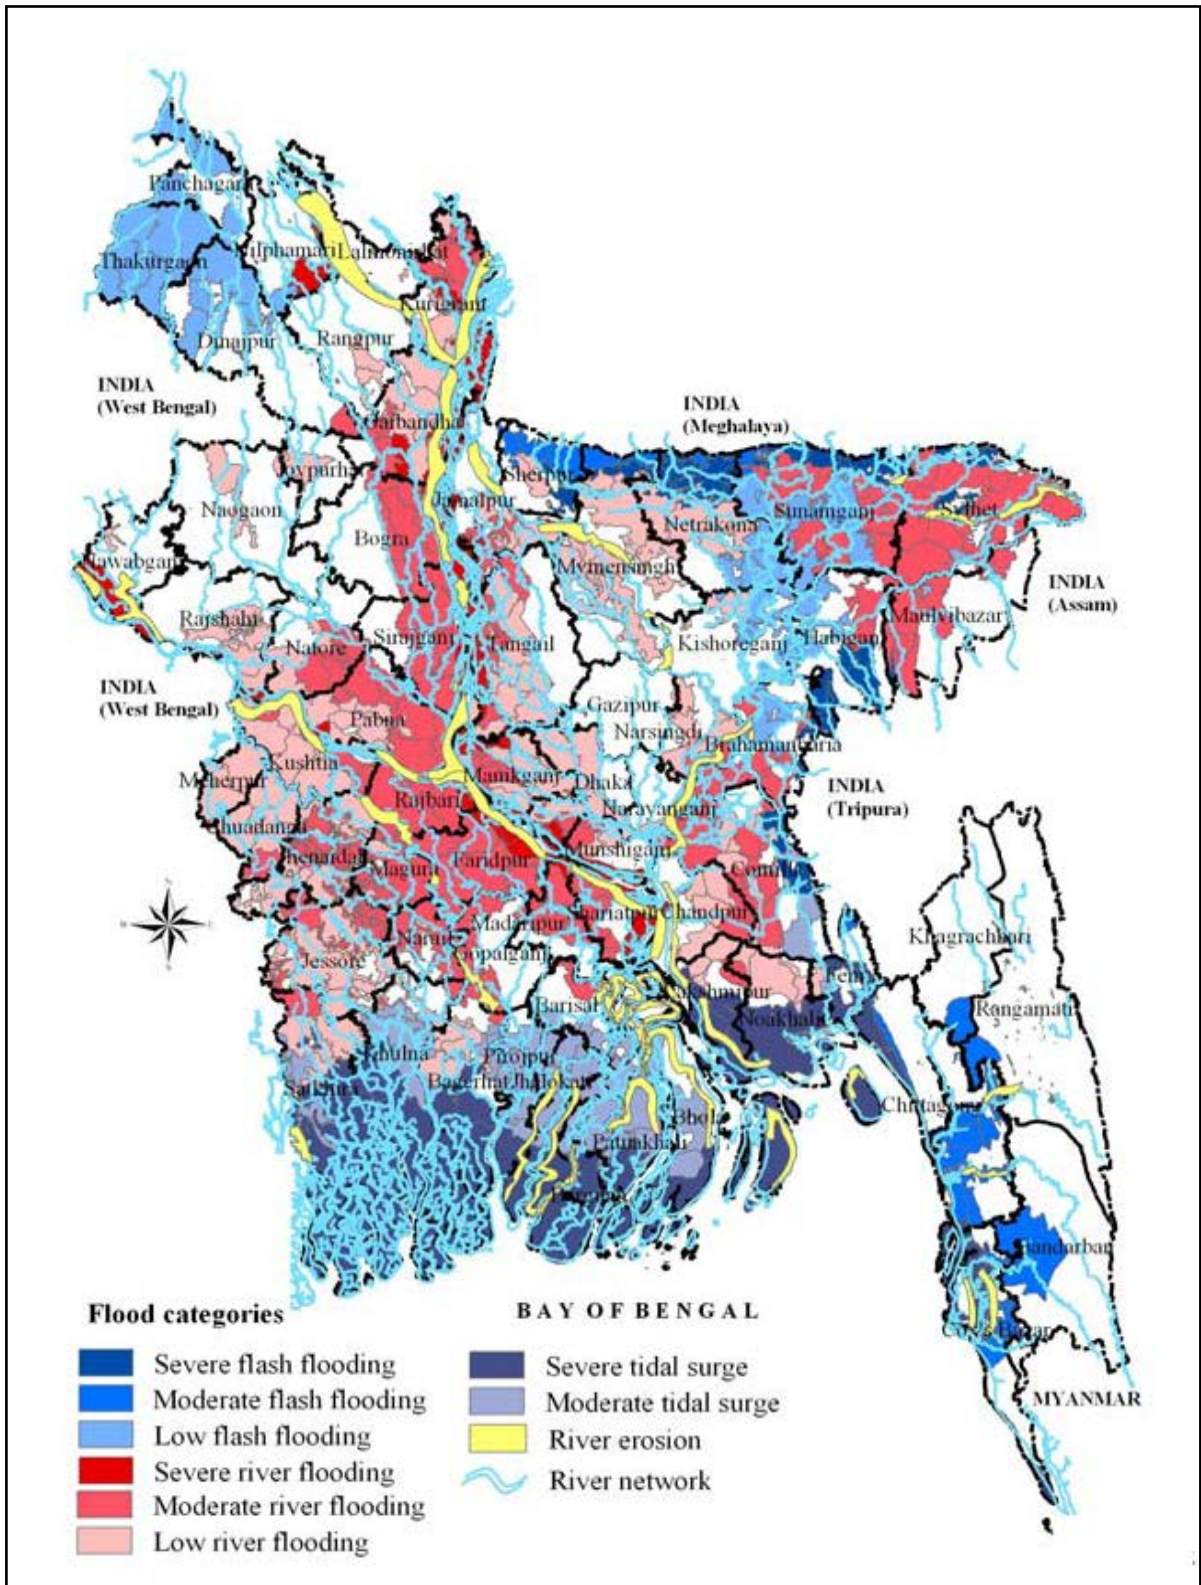 Panchagarh
Thakurgaon
Nilphamari
Lalmonirhat
Kurigram
Dinajpur
Rangpur
INDIA
(West Bengal)
Gaibandha
INDIA
(Meghalaya)
Joypurhat
Sherpur
Naogaon
Jamalpur
Netrakona
Sunamganj
Sylhet
Bogra
Nawabganj
Mymensingh
INDIA
(Assam)
Rajshahi
Natore
Sirajganj
Tangail
Kishoreganj
Habiganj
Maulvibazar
INDIA
(West Bengal)
Pabna
Gazipur
Narsingdi
Brahamanbaria
Meherpur
Kushtia
Manikganj
Dhaka
INDIA
(Tripura)
Rajbari
Narayanganj
Chuadanga
Jhenaidah
Magura
Faridpur
Munshiganj
Comilla
Madaripur
Shariatpur
Chandpur
Khagrachhari
Jessore
Narail
Gopalganj
Feni
Barisal
Lakshmipur
Noakhali
Rangamati
Khulna
Pirojpur
Satkhira
Bagerhat
Jhalokati
Chittagong
Bhola
Patuakhali
Barguna
Bandarban
Cox's Bazar
MYANMAR
BAY OF BENGAL
Flood categories
Severe flash flooding
Moderate flash flooding
Low flash flooding
Severe river flooding
Moderate river flooding
Low river flooding
Severe tidal surge
Moderate tidal surge
River erosion
River network